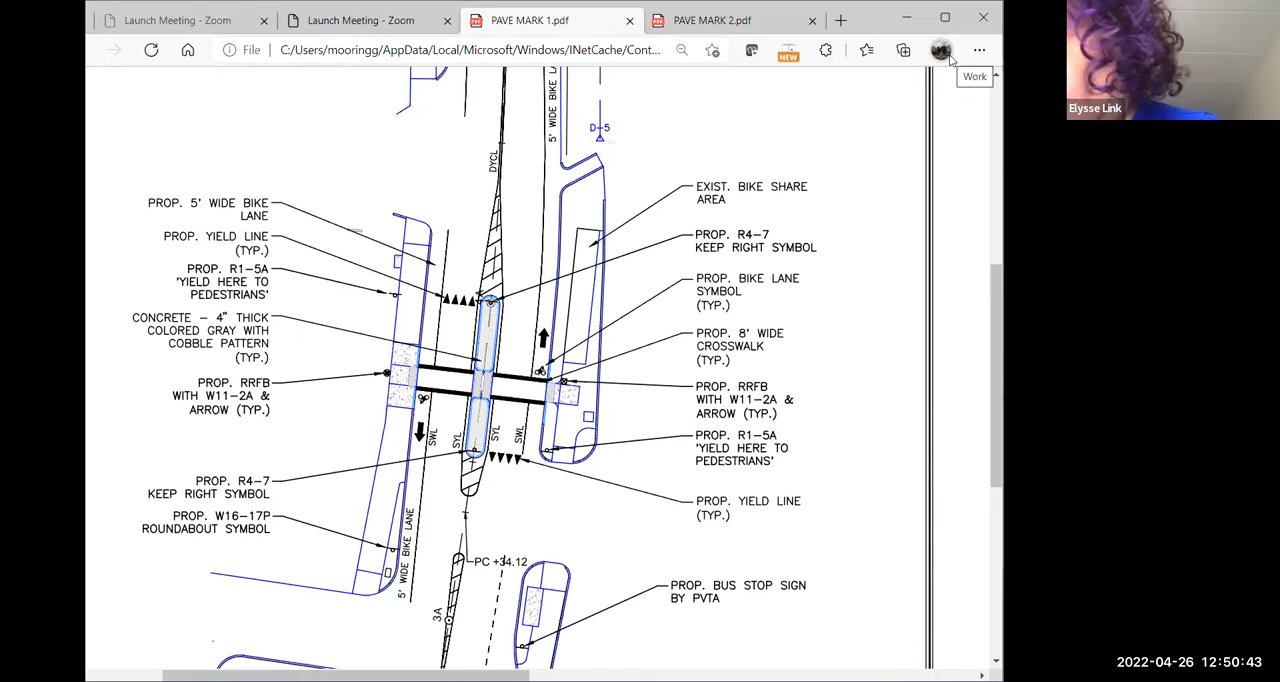 Launch Meeting - Zoom
Launch Meeting - Zoom
PAVE MARK 1.pdf
PAVE MARK 2.pdf
File
C:/Users/mooringg/AppData/Local/Microsoft/Windows/INetCache/Cont...
NEW
Work
Elysse Link
5' WIDE BIKE LA
D-5
DYCL
PROP. 5' WIDE BIKE
LANE
PROP. YIELD LINE
(TYP.)
PROP. R1-5A
'YIELD HERE TO
PEDESTRIANS'
CONCRETE - 4" THICK
COLORED GRAY WITH
COBBLE PATTERN
(TYP.)
PROP. RRFB
WITH W11-2A &
ARROW (TYP.)
PROP. R4-7
KEEP RIGHT SYMBOL
PROP. W16-17P
ROUNDABOUT SYMBOL
EXIST. BIKE SHARE
AREA
PROP. R4-7
KEEP RIGHT SYMBOL
PROP. BIKE LANE
SYMBOL
(TYP.)
PROP. 8' WIDE
CROSSWALK
(TYP.)
PROP. RRFB
WITH W11-2A &
ARROW (TYP.)
PROP. R1-5A
'YIELD HERE TO
PEDESTRIANS'
PROP. YIELD LINE
(TYP.)
PROP. BUS STOP SIGN
BY PVTA
SWL
SYL
SYL
SWL
5' WIDE BIKE LANE
PC +34.12
3A
2022-04-26 12:50:43